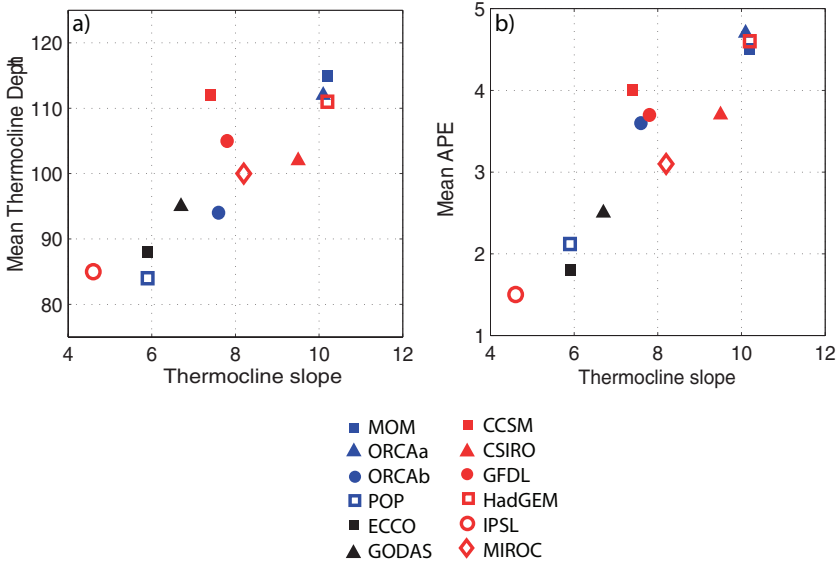 a)
Mean Thermocline Depth
120
110
100
90
80
4 6 8 10 12
Thermocline slope
b)
Mean APE
5
4
3
2
1
4 6 8 10 12
Thermocline slope
MOM
ORCAa
ORCAb
POP
ECCO
GODAS
CCSM
CSIRO
GFDL
HadGEM
IPSL
MIROC